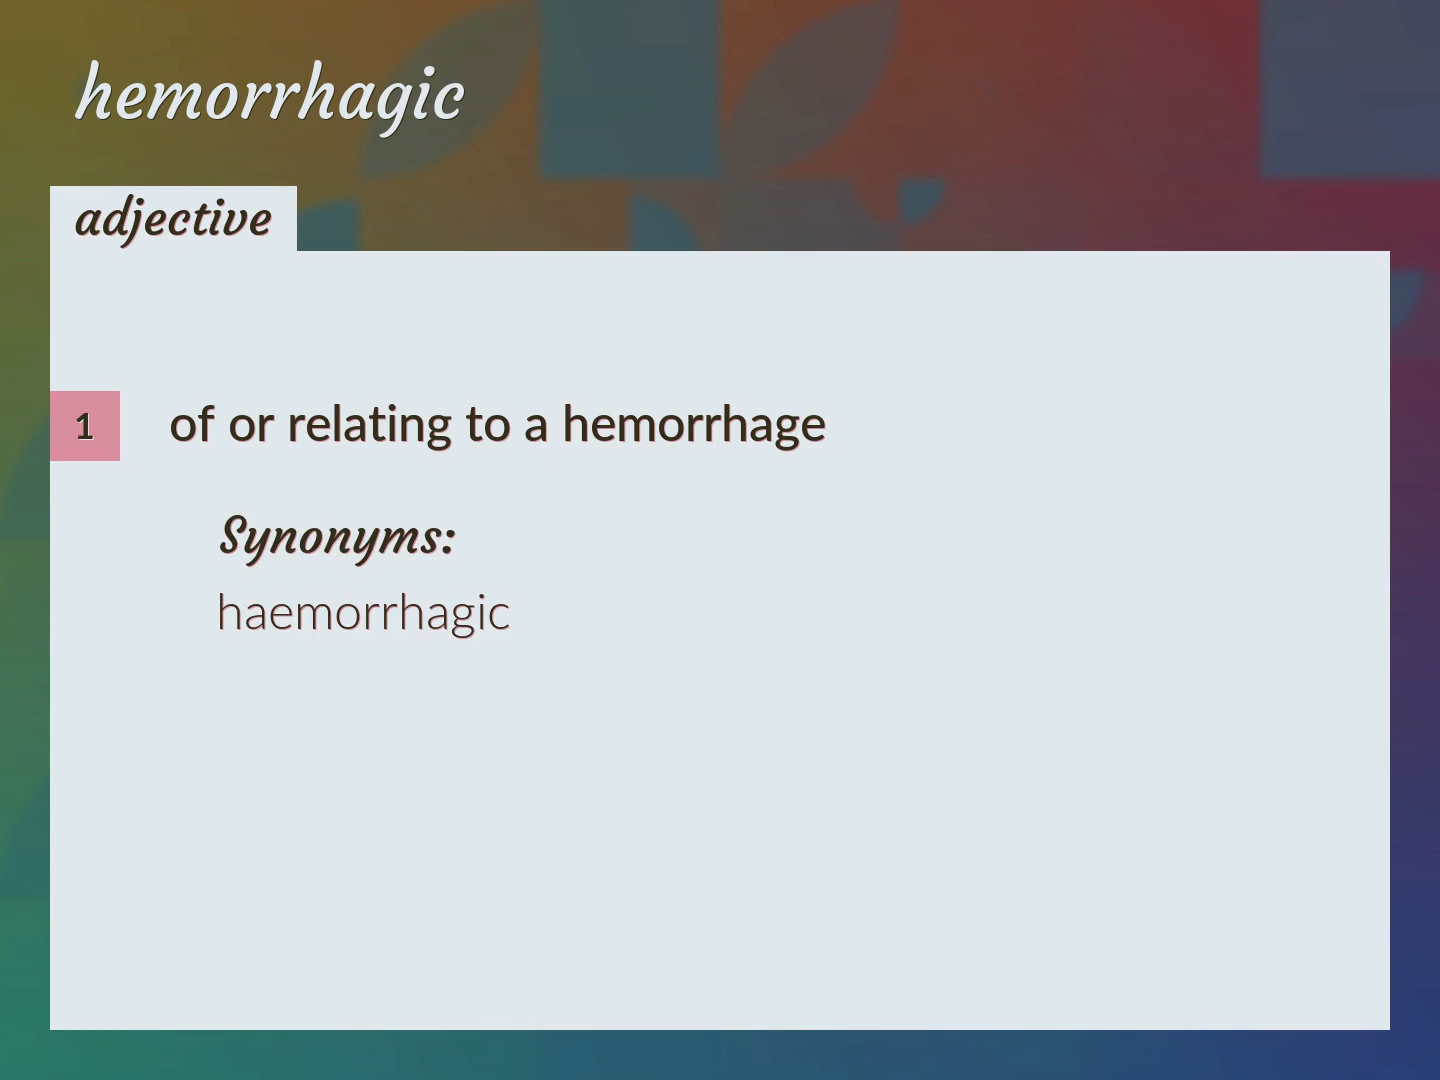 hemorrhagic
adjective
1 of or relating to a hemorrhage
Synonyms:
haemorrhagic